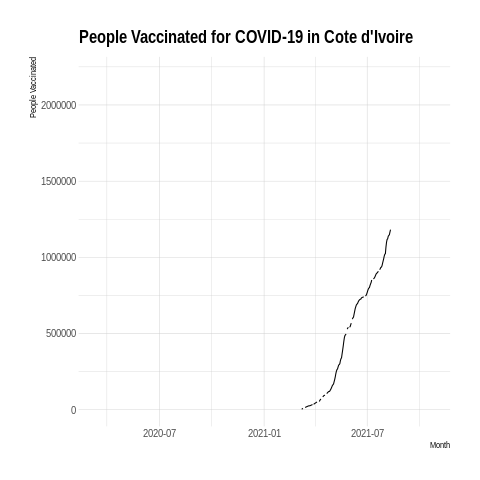 People Vaccinated for COVID-19 in Cote d'Ivoire
People Vaccinated
2000000
1500000
1000000
500000
0
2020-07 2021-01 2021-07
Month